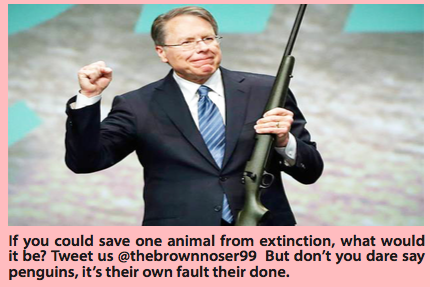 If you could save one animal from extinction, what would
it be? Tweet us @thebrownnoser99 But don't you dare say
penguins, it's their own fault their done.